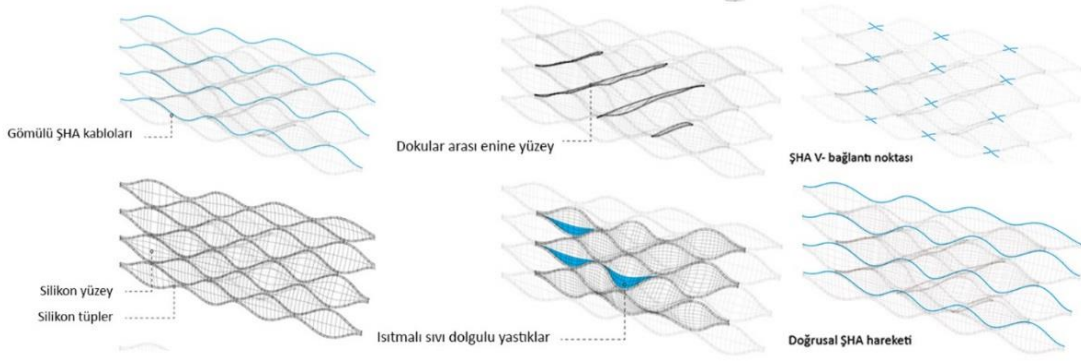 Gömülü ŞHA kabloları
Dokular arası enine yüzey
ŞHA V- bağlantı noktası
Silikon yüzey
Silikon tüpler
Isıtmalı sıvı dolgulu yastıklar
Doğrusal ŞHA hareketi